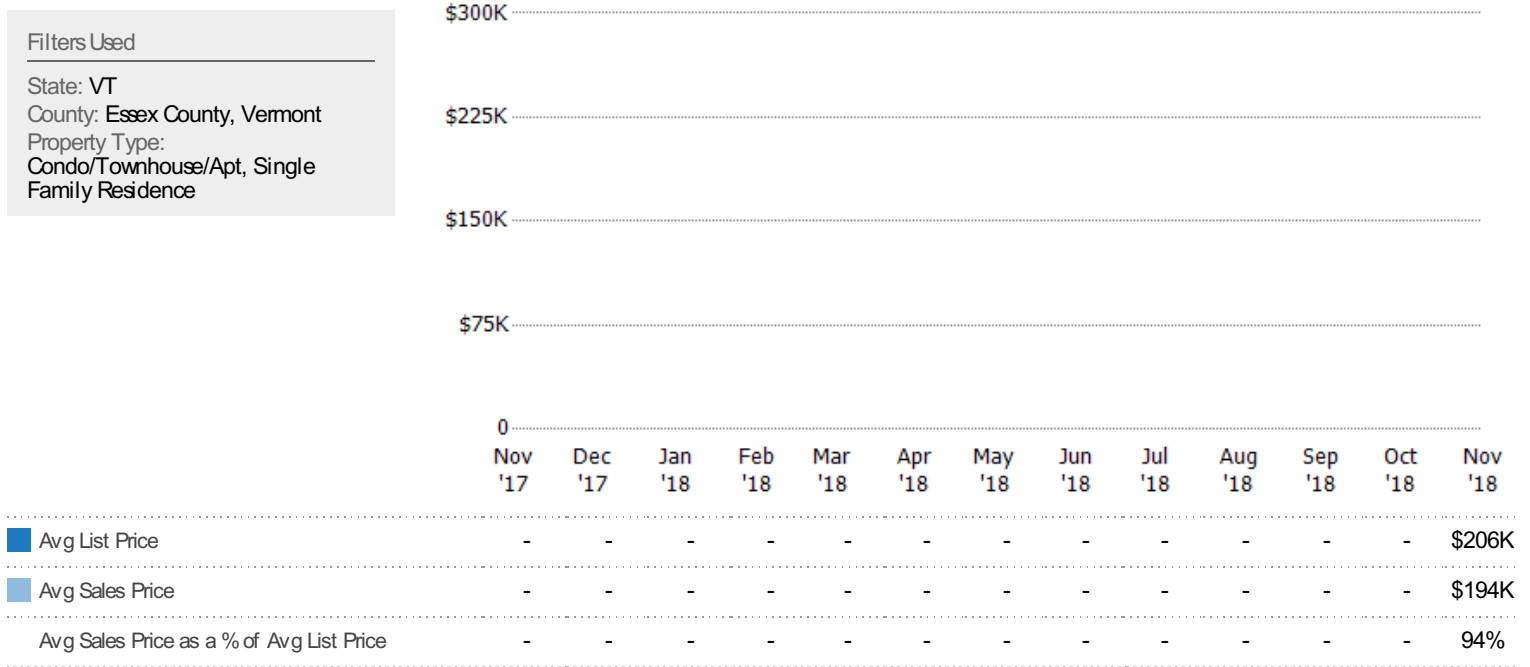 Filters Used
State: VT
County: Essex County, Vermont
Property Type:
Condo/Townhouse/Apt, Single
Family Residence
$300K
$225K
$150K
$75K
0
Nov Dec Jan Feb Mar Apr May Jun Jul Aug Sep Oct Nov
'17 '17 '18 '18 '18 '18 '18 '18 '18 '18 '18 '18 '18
Avg List Price - - - - - - - - - - - - $206K
Avg Sales Price - - - - - - - - - - - - $194K
Avg Sales Price as a % of Avg List Price - - - - - - - - - - - - 94%